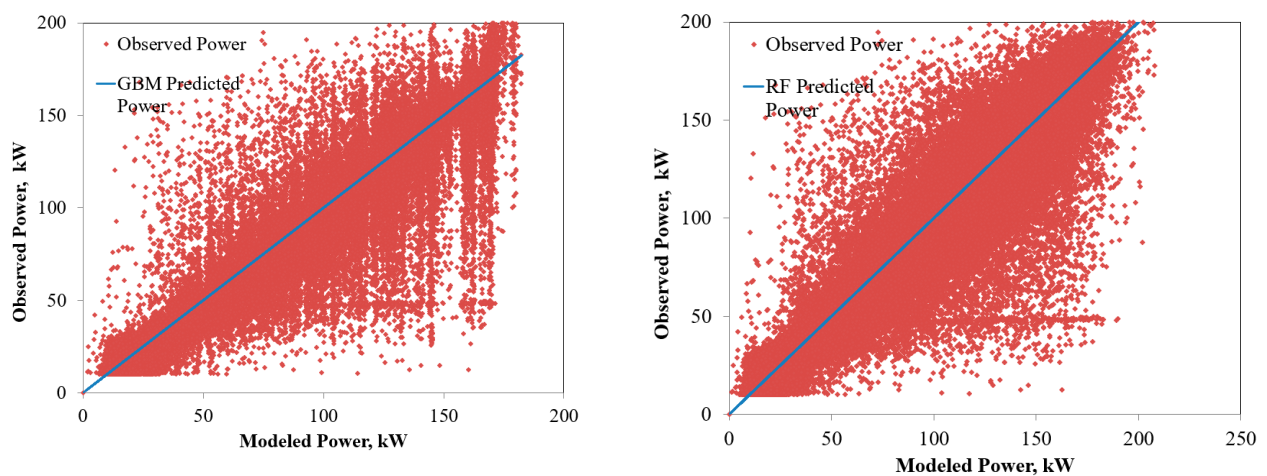 200
150
100
50
0
Observed Power, kW
Observed Power
GBM Predicted
Power
0 50 100 150 200
Modeled Power, kW
200
150
100
50
0
Observed Power, kW
Observed Power
RF Predicted
Power
0 50 100 150 200 250
Modeled Power, kW